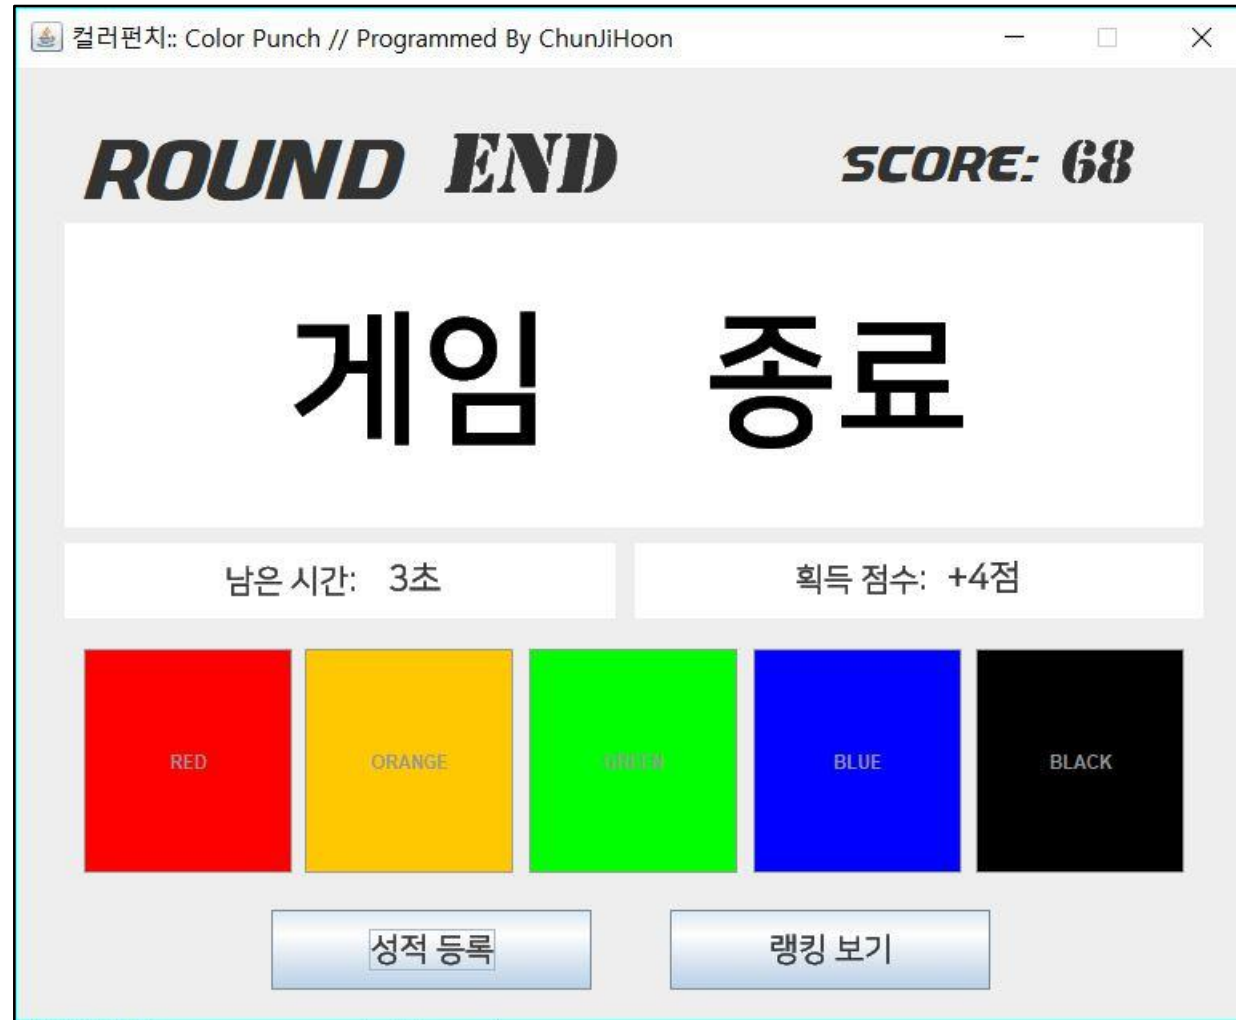 컬러펀치:: Color Punch // Programmed By ChunJiHoon
ROUND END SCORE: 68
게임 종료
남은 시간: 3초 획득 점수: +4점
RED ORANGE GREEN BLUE BLACK
성적 등록 랭킹 보기